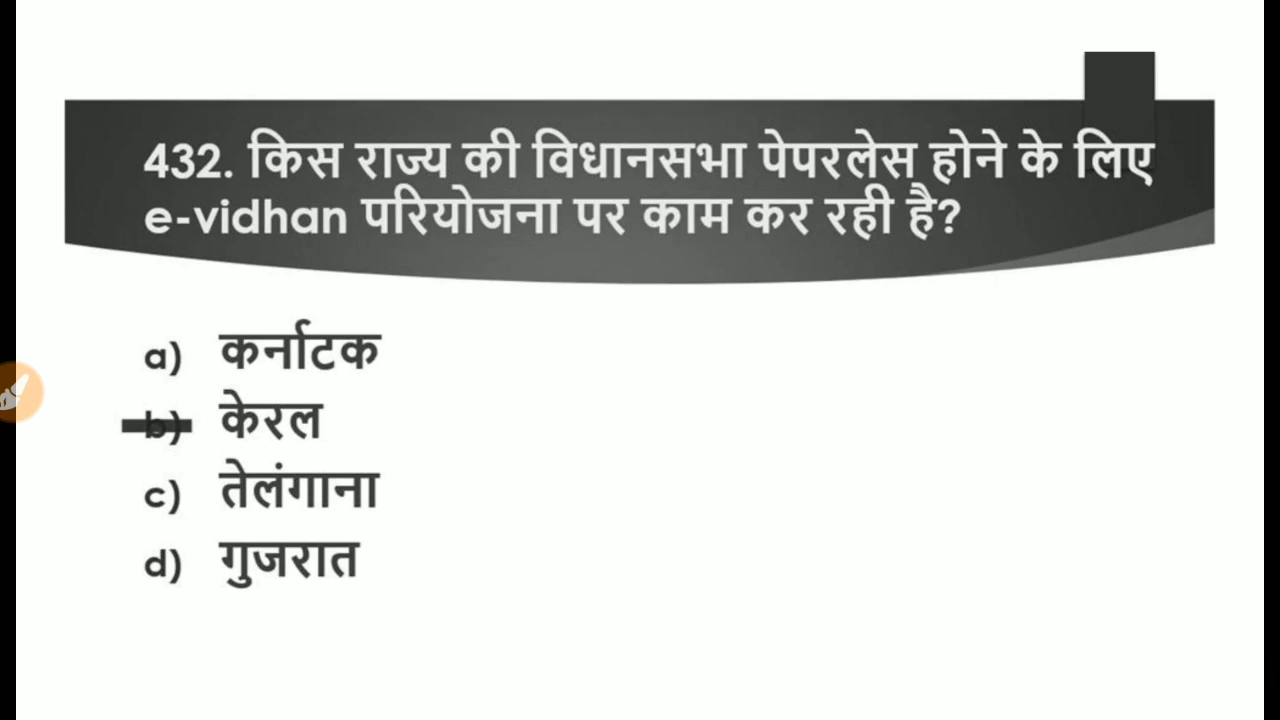 432. किस राज्य की विधानसभा पेपरलेस होने के लिए
e-vidhan परियोजना पर काम कर रही है?
a) कर्नाटक
b) केरल
c) तेलंगाना
d) गुजरात